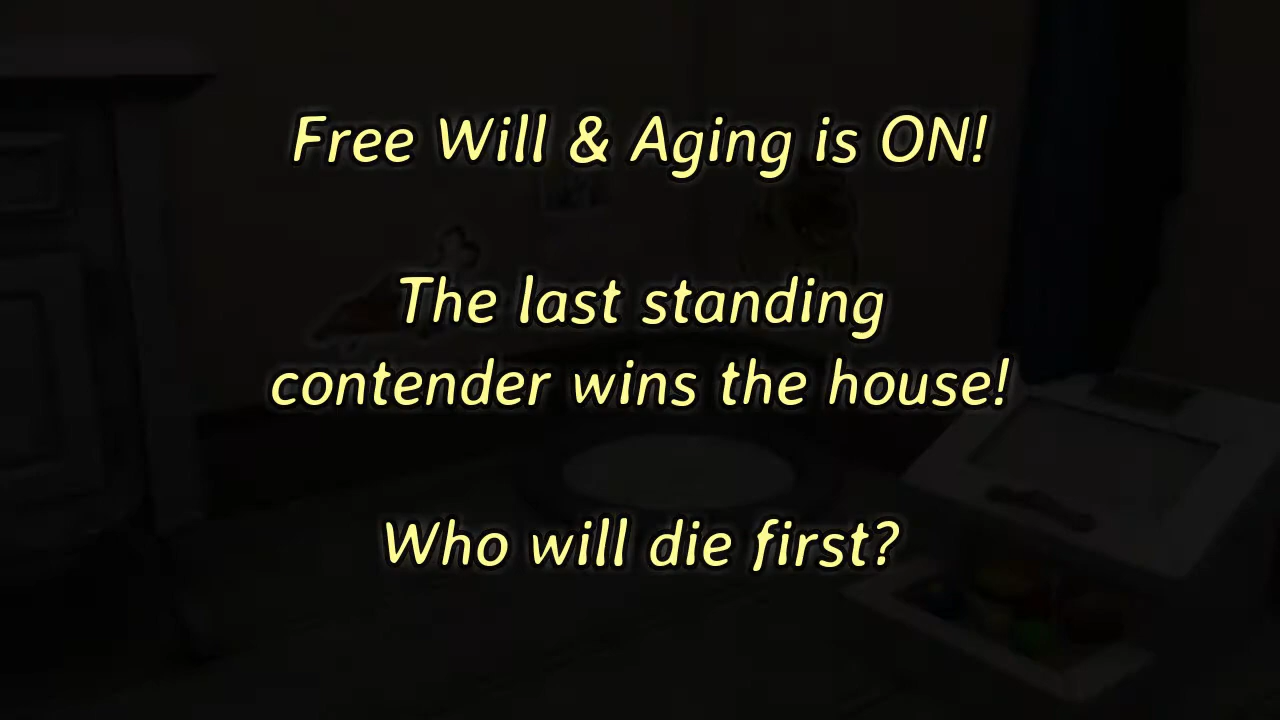 Free Will & Aging is ON!
The last standing
contender wins the house!
Who will die first?